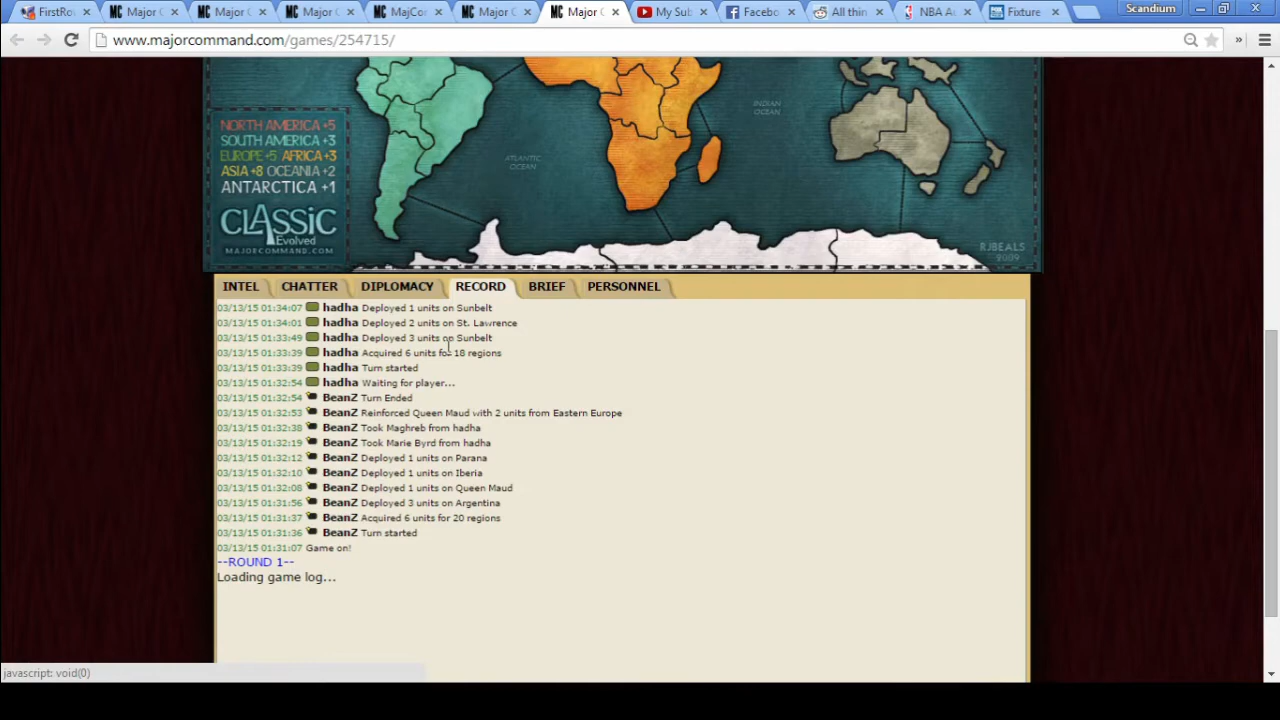 FirstRo
Major C
Major C
Major C
MajCor
Major C
Major C
My Sub
Facebo
All thin
NBA Au
Fixture
Scandium
www.majorcommand.com/games/254715/
INDIAN
OCEAN
ATLANTIC
OCEAN
NORTH AMERICA +5
SOUTH AMERICA +3
EUROPE +5 AFRICA +3
ASIA +8 OCEANIA +2
ANTARCTICA +1
CLASSIC
Evolved
MAJORCOMMAND.COM
RJBEALS
2009
INTEL CHATTER DIPLOMACY RECORD BRIEF PERSONNEL
03/13/15 01:34:07 hadha Deployed 1 units on Sunbelt
03/13/15 01:34:01 hadha Deployed 2 units on St. Lawrence
03/13/15 01:33:49 hadha Deployed 3 units on Sunbelt
03/13/15 01:33:39 hadha Acquired 6 units for 18 regions
03/13/15 01:33:39 hadha Turn started
03/13/15 01:32:54 hadha Waiting for player...
03/13/15 01:32:54 BeanZ Turn Ended
03/13/15 01:32:53 BeanZ Reinforced Queen Maud with 2 units from Eastern Europe
03/13/15 01:32:38 BeanZ Took Maghreb from hadha
03/13/15 01:32:19 BeanZ Took Marie Byrd from hadha
03/13/15 01:32:12 BeanZ Deployed 1 units on Parana
03/13/15 01:32:10 BeanZ Deployed 1 units on Iberia
03/13/15 01:32:08 BeanZ Deployed 1 units on Queen Maud
03/13/15 01:31:56 BeanZ Deployed 3 units on Argentina
03/13/15 01:31:37 BeanZ Acquired 6 units for 20 regions
03/13/15 01:31:36 BeanZ Turn started
03/13/15 01:31:07 Game on!
--ROUND 1--
Loading game log...
javascript: void(0)